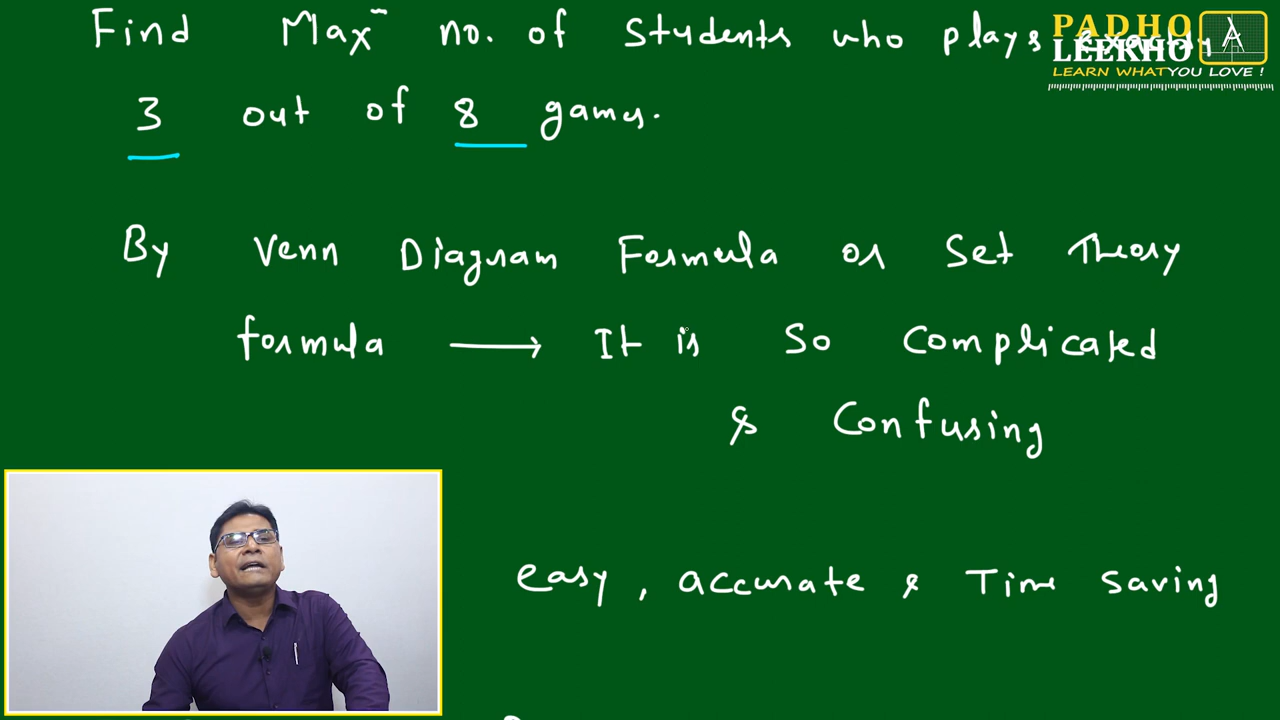 Find Max^m no. of students who plays exactly
3 out of 8 games.
By Venn Diagram Formula or Set Theory
formula → It is So Complicated
& Confusing
easy, accurate & Time saving
PADHO
LEEKHO
LEARN WHAT YOU LOVE !